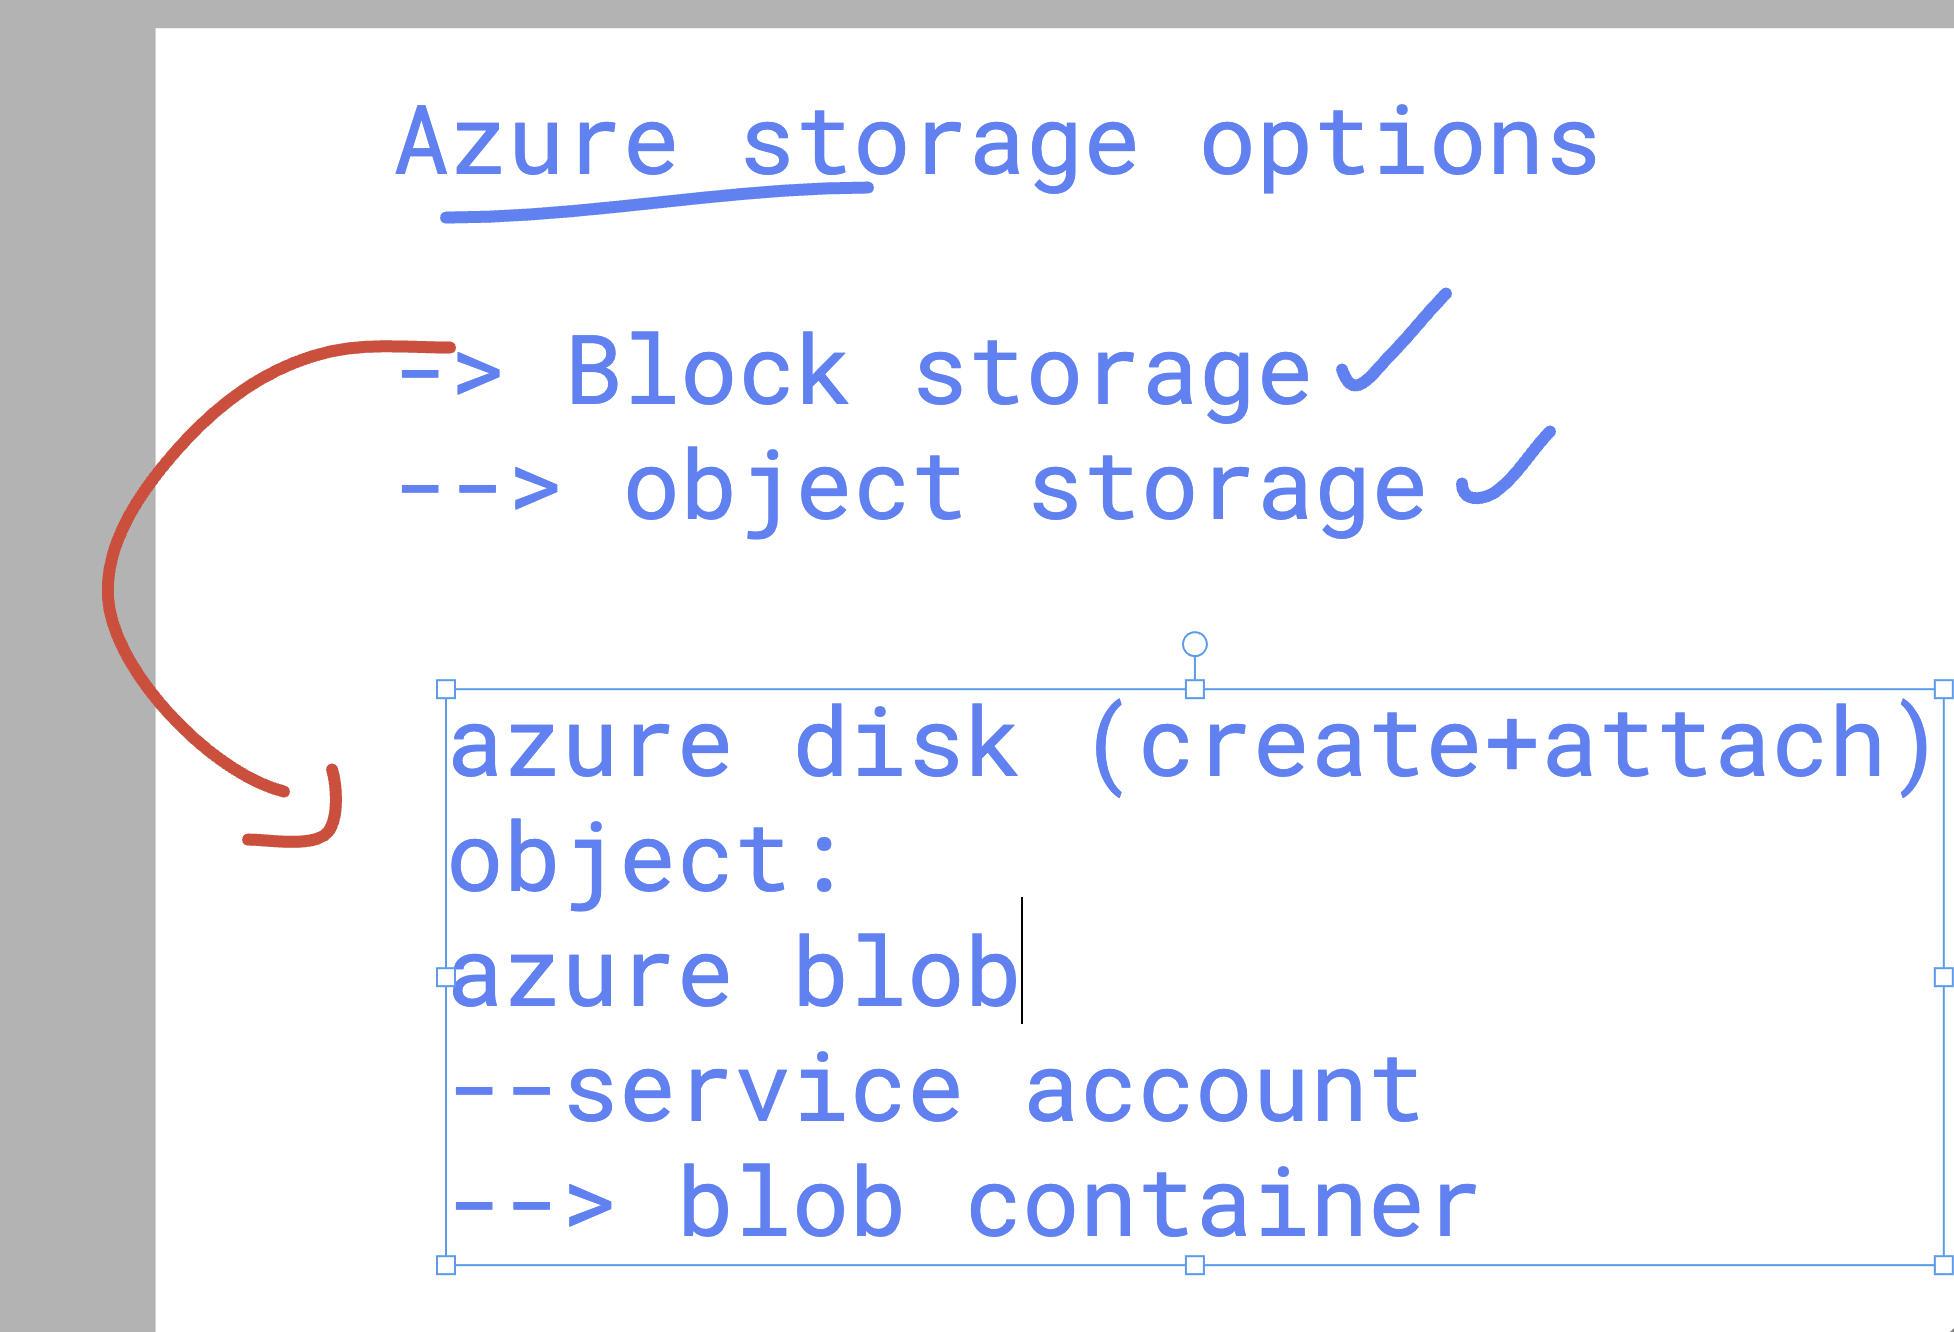 Azure storage options
-> Block storage
--> object storage
azure disk (create+attach)
object:
azure blob
--service account
--> blob container